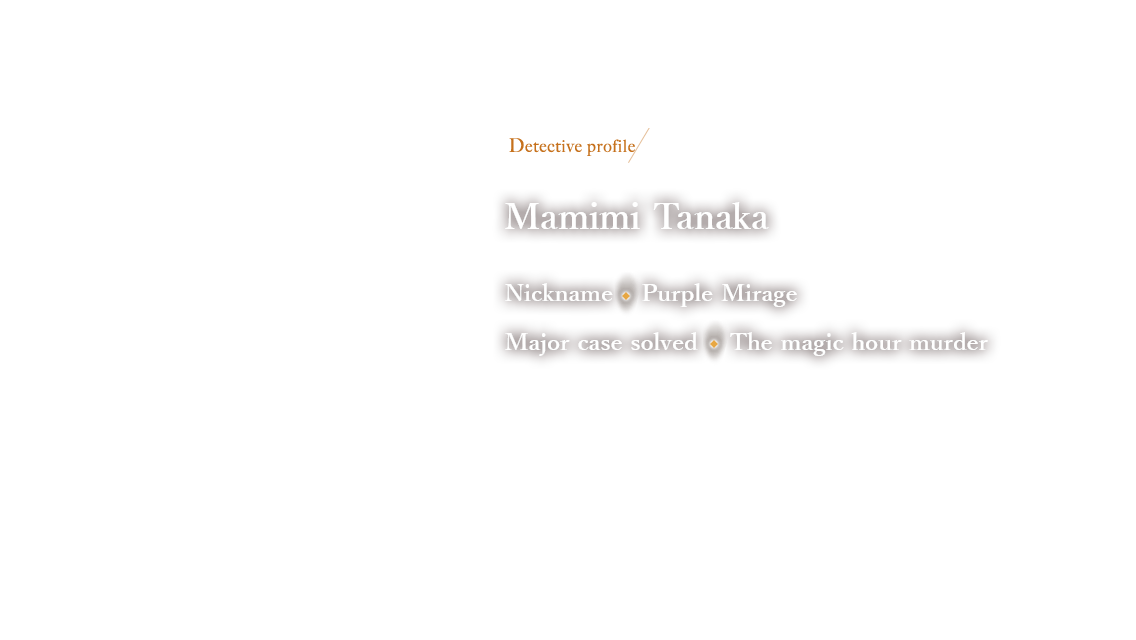 Detective profile
Mamimi Tanaka
Nickname Purple Mirage
Major case solved The magic hour murder